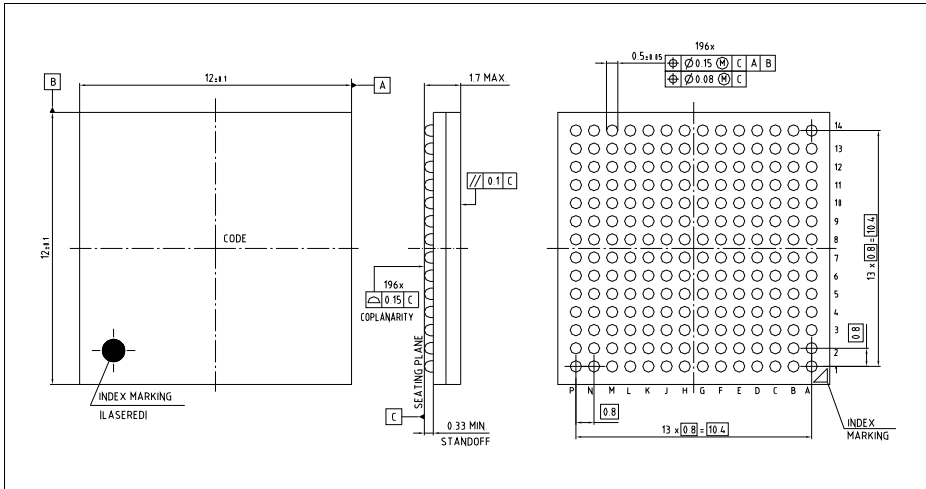 B
12±0.1
A
12±0.1
CODE
INDEX MARKING
(LASERED)
1.7 MAX.
// 0.1 C
196x
0.15 C
COPLANARITY
SEATING PLANE
C
0.33 MIN.
STANDOFF
196x
0.5±0.05
⌖ Ø 0.15 Ⓜ C A B
⌖ Ø 0.08 Ⓜ C
14
13
12
11
10
9
8
7
6
5
4
3
2
1
13 x 0.8 = 10.4
0.8
P N M L K J H G F E D C B A
0.8
13 x 0.8 = 10.4
INDEX
MARKING